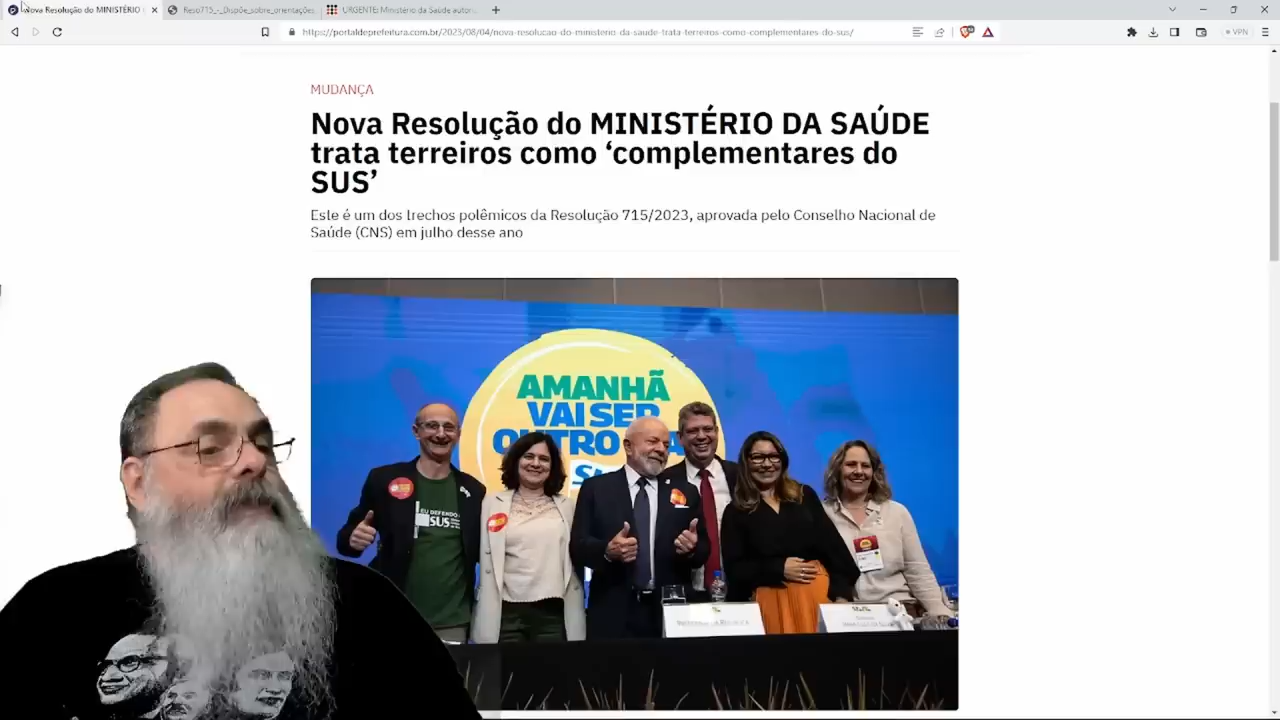 Nova Resolução do MINISTÉRIO
Reso715_-_Dispõe_sobre_orientações
URGENTE: Ministério da Saúde autori
https://portaldeprefeitura.com.br/2023/08/04/nova-resolucao-do-ministerio-da-saude-trata-terreiros-como-complementares-do-sus/
VPN
MUDANÇA
Nova Resolução do MINISTÉRIO DA SAÚDE
trata terreiros como ‘complementares do
SUS’
Este é um dos trechos polêmicos da Resolução 715/2023, aprovada pelo Conselho Nacional de
Saúde (CNS) em julho desse ano
AMANHÃ
VAI SER
OUTRO
EU DEFENDO
SUS